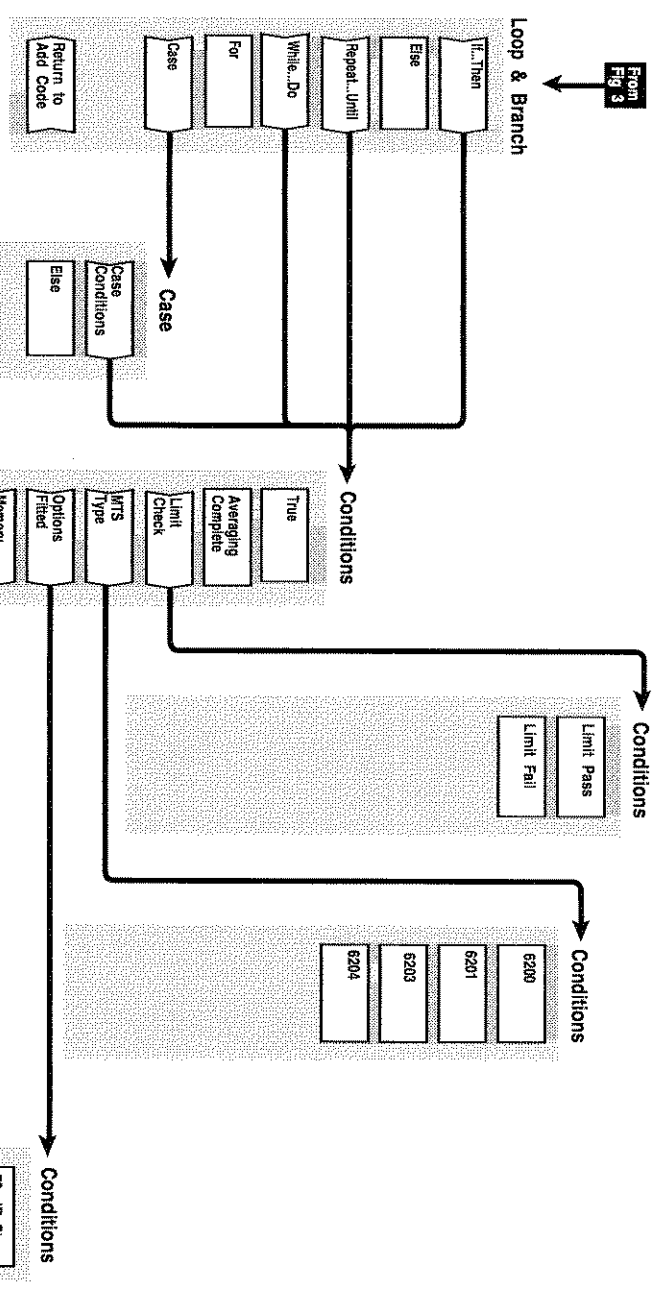 From
Fig 3
Loop & Branch
If...Then
Else
Repeat...Until
While...Do
For
Case
Return to
Add Code
Case
Case
Conditions
Else
Conditions
True
Averaging
Complete
Limit
Check
MTS
Type
Options
Fitted
Memory
Conditions
Limit Pass
Limit Fail
Conditions
6200
6201
6203
6204
Conditions